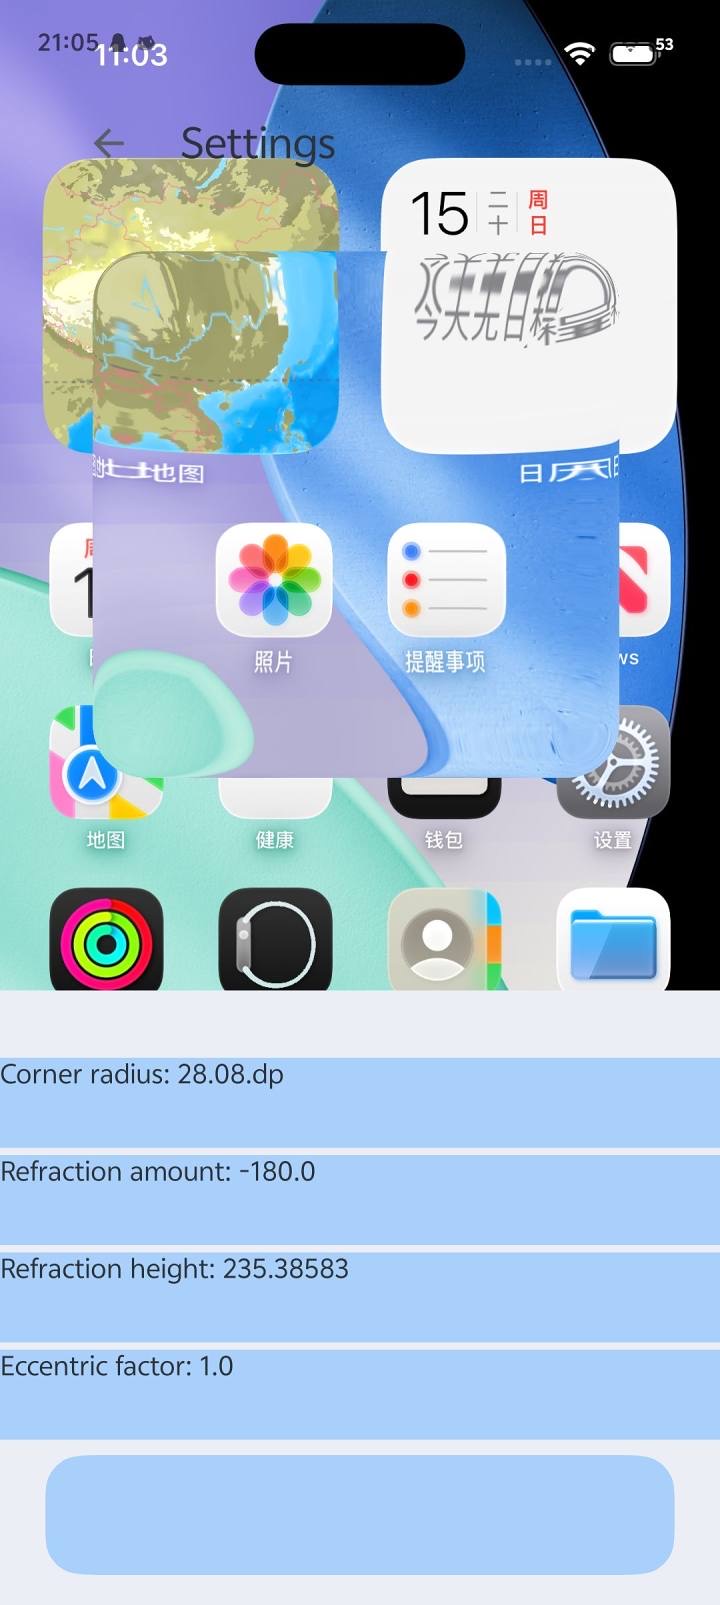 21:05
11:03
53
Settings
15
二十
周日
今天无日程
地图
日历
照片
提醒事项
ws
地图
健康
钱包
设置
Corner radius: 28.08.dp
Refraction amount: -180.0
Refraction height: 235.38583
Eccentric factor: 1.0